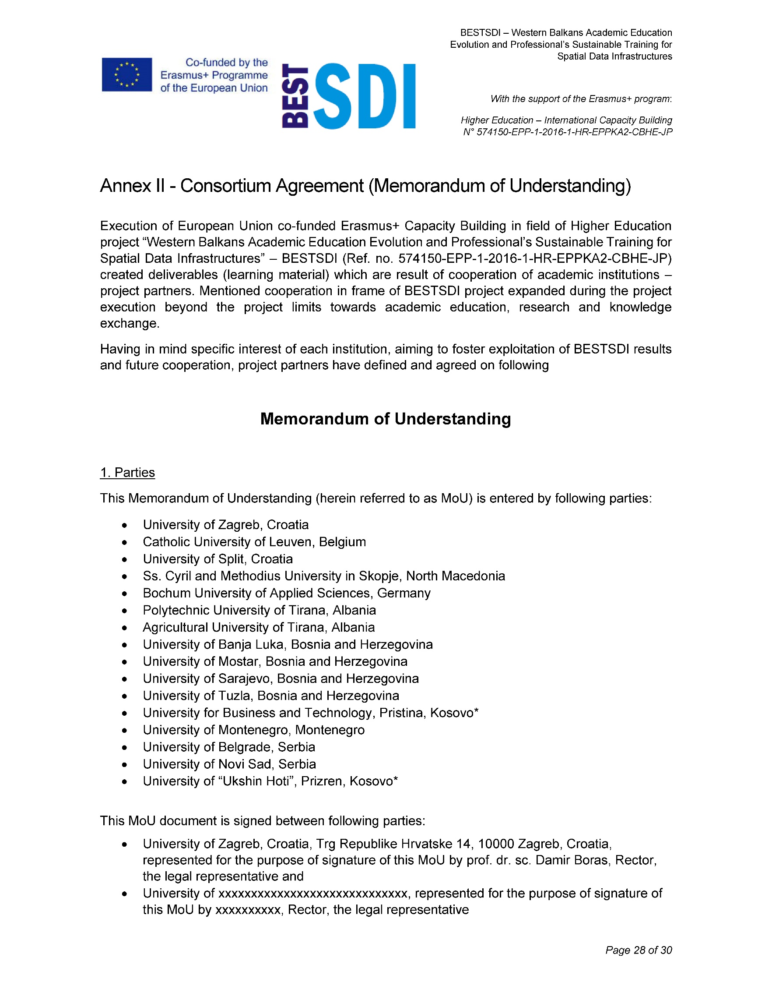 BESTSDI – Western Balkans Academic Education
Evolution and Professional's Sustainable Training for
Spatial Data Infrastructures
Co-funded by the
Erasmus+ Programme
of the European Union
BEST SDI
With the support of the Erasmus+ program:
Higher Education – International Capacity Building
N° 574150-EPP-1-2016-1-HR-EPPKA2-CBHE-JP
Annex II - Consortium Agreement (Memorandum of Understanding)
Execution of European Union co-funded Erasmus+ Capacity Building in field of Higher Education
project “Western Balkans Academic Education Evolution and Professional’s Sustainable Training for
Spatial Data Infrastructures” – BESTSDI (Ref. no. 574150-EPP-1-2016-1-HR-EPPKA2-CBHE-JP)
created deliverables (learning material) which are result of cooperation of academic institutions –
project partners. Mentioned cooperation in frame of BESTSDI project expanded during the project
execution beyond the project limits towards academic education, research and knowledge
exchange.
Having in mind specific interest of each institution, aiming to foster exploitation of BESTSDI results
and future cooperation, project partners have defined and agreed on following
Memorandum of Understanding
1. Parties
This Memorandum of Understanding (herein referred to as MoU) is entered by following parties:
• University of Zagreb, Croatia
• Catholic University of Leuven, Belgium
• University of Split, Croatia
• Ss. Cyril and Methodius University in Skopje, North Macedonia
• Bochum University of Applied Sciences, Germany
• Polytechnic University of Tirana, Albania
• Agricultural University of Tirana, Albania
• University of Banja Luka, Bosnia and Herzegovina
• University of Mostar, Bosnia and Herzegovina
• University of Sarajevo, Bosnia and Herzegovina
• University of Tuzla, Bosnia and Herzegovina
• University for Business and Technology, Pristina, Kosovo*
• University of Montenegro, Montenegro
• University of Belgrade, Serbia
• University of Novi Sad, Serbia
• University of “Ukshin Hoti”, Prizren, Kosovo*
This MoU document is signed between following parties:
• University of Zagreb, Croatia, Trg Republike Hrvatske 14, 10000 Zagreb, Croatia,
represented for the purpose of signature of this MoU by prof. dr. sc. Damir Boras, Rector,
the legal representative and
• University of xxxxxxxxxxxxxxxxxxxxxxxxxxxxx, represented for the purpose of signature of
this MoU by xxxxxxxxxx, Rector, the legal representative
Page 28 of 30